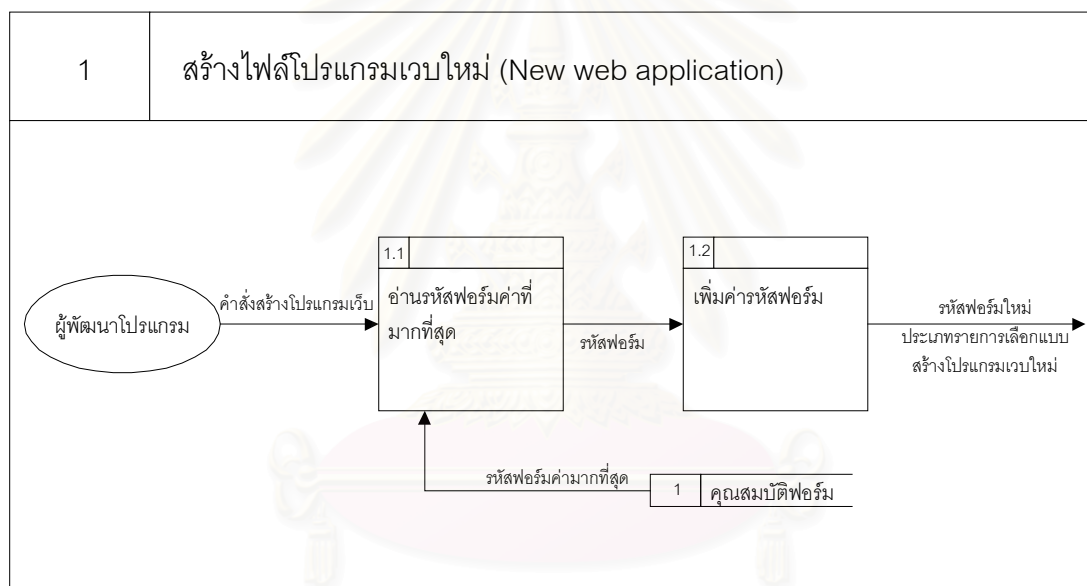 1
สร้างไฟล์โปรแกรมเวบใหม่ (New web application)
1.1
1.2
ผู้พัฒนาโปรแกรม
คำสั่งสร้างโปรแกรมเว็บ
อ่านรหัสฟอร์มค่าที่
มากที่สุด
รหัสฟอร์ม
เพิ่มค่ารหัสฟอร์ม
รหัสฟอร์มใหม่
ประเภทรายการเลือกแบบ
สร้างโปรแกรมเวบใหม่
รหัสฟอร์มค่ามากที่สุด
1
คุณสมบัติฟอร์ม